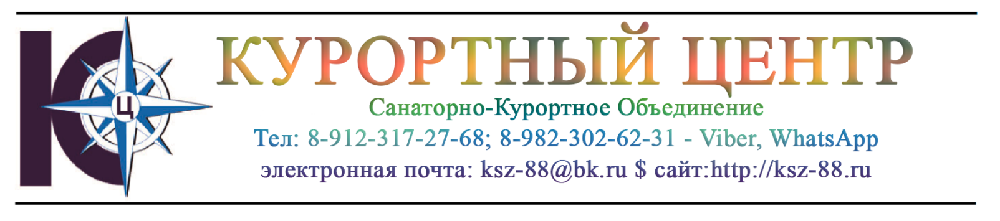 К
Ц
КУРОРТНЫЙ ЦЕНТР
Санаторно-Курортное Объединение
Тел: 8-912-317-27-68; 8-982-302-62-31 - Viber, WhatsApp
электронная почта: ksz-88@bk.ru $ сайт:http://ksz-88.ru